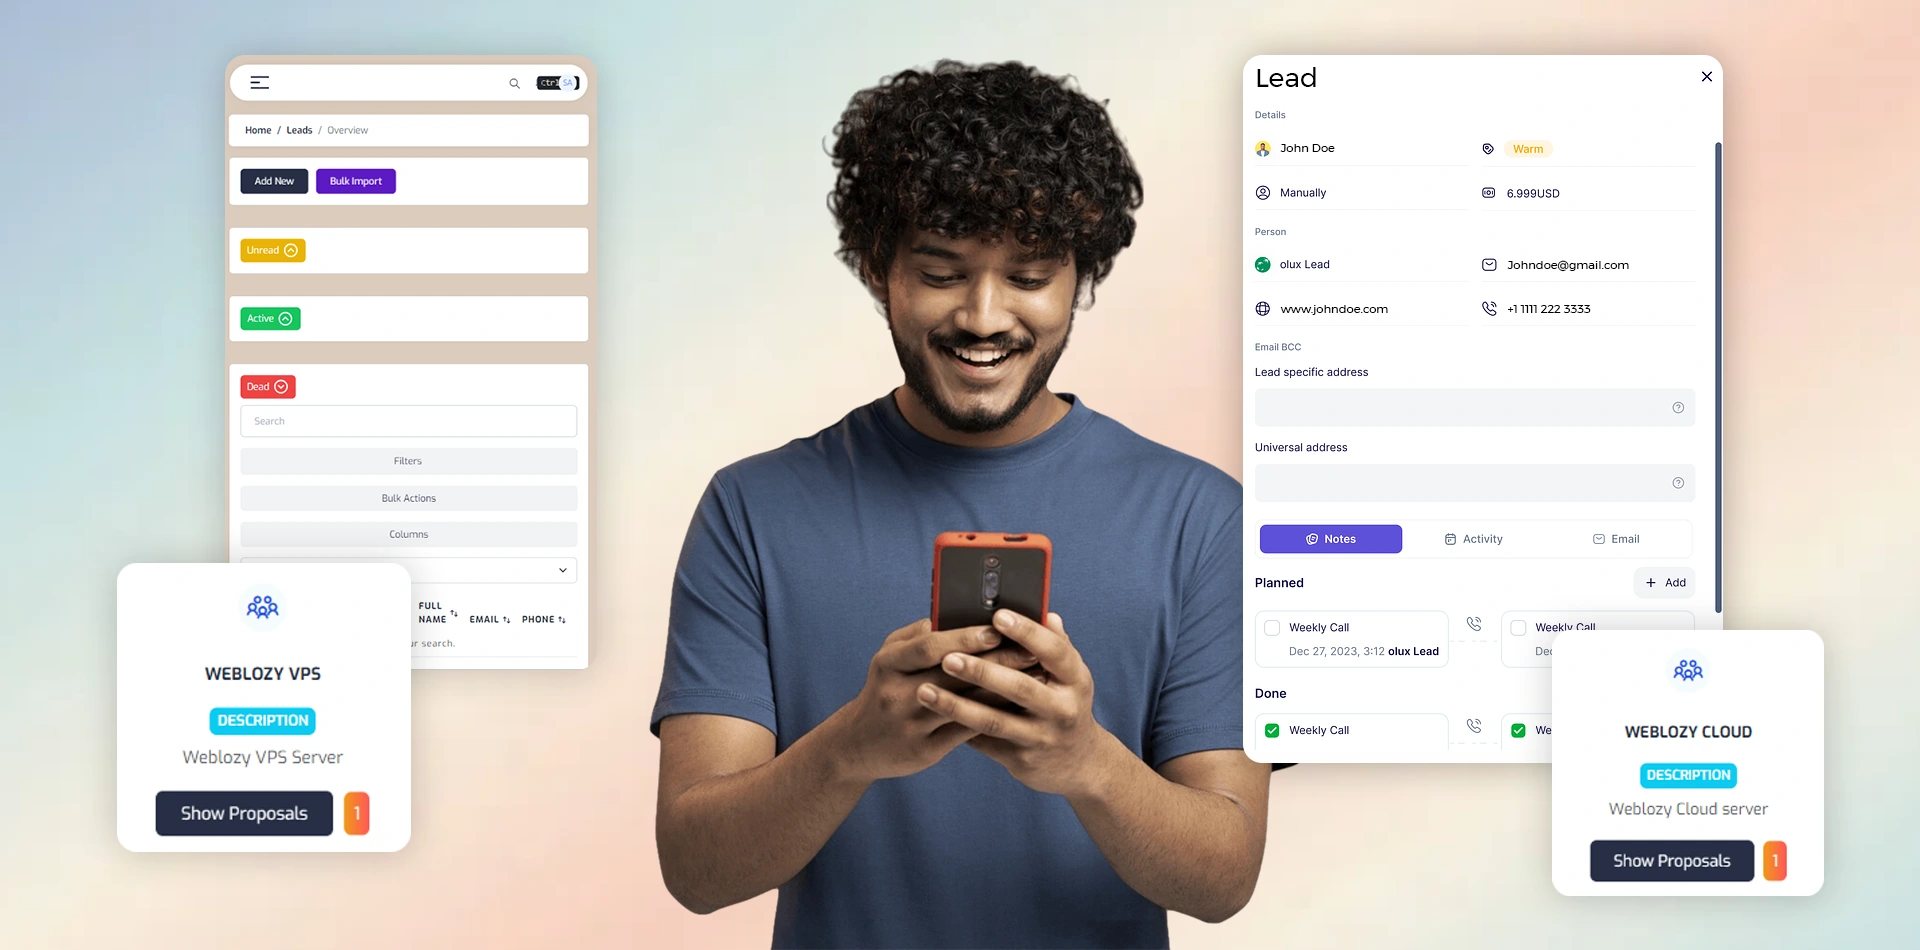 Ctrl SA
Home / Leads / Overview
Add New Bulk Import
Unread
Active
Dead
Search
Filters
Bulk Actions
Columns
FULL NAME EMAIL PHONE
ur search.
WEBLOZY VPS
DESCRIPTION
Weblozy VPS Server
Show Proposals 1
Lead
Details
John Doe Warm
Manually 6.999USD
Person
olux Lead Johndoe@gmail.com
www.johndoe.com +1 1111 222 3333
Email BCC
Lead specific address
Universal address
Notes Activity Email
Planned + Add
Weekly Call Weekly Call
Dec 27, 2023, 3:12 olux Lead Dec
Done
Weekly Call We
WEBLOZY CLOUD
DESCRIPTION
Weblozy Cloud server
Show Proposals 1